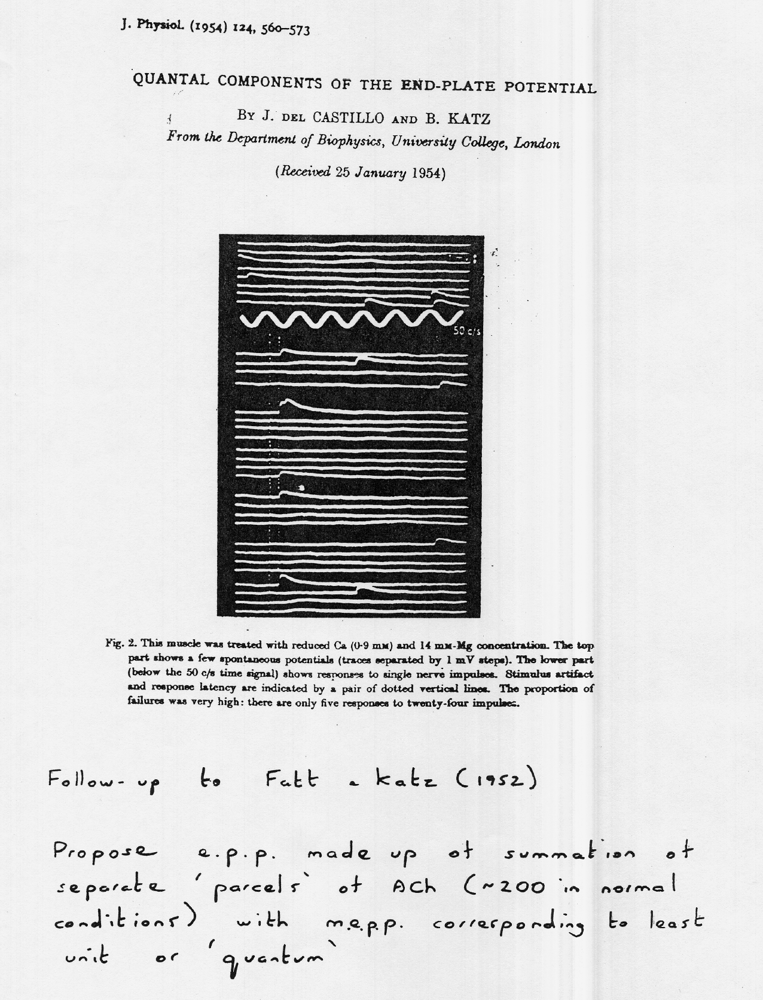 J. Physiol. (1954) 124, 560–573
QUANTAL COMPONENTS OF THE END-PLATE POTENTIAL
BY J. DEL CASTILLO AND B. KATZ
From the Department of Biophysics, University College, London
(Received 25 January 1954)
50 c/s
Fig. 2. This muscle was treated with reduced Ca (0·9 mM) and 14 mM-Mg concentration. The top
part shows a few spontaneous potentials (traces separated by 1 mV steps). The lower part
(below the 50 c/s time signal) shows responses to single nerve impulses. Stimulus artifact
and response latency are indicated by a pair of dotted vertical lines. The proportion of
failures was very high: there are only five responses to twenty-four impulses.
Follow-up to Fatt & Katz (1952)
Propose e.p.p. made up of summation of
separate 'parcels' of ACh (~200 in normal
conditions) with m.e.p.p. corresponding to least
unit or 'quantum'